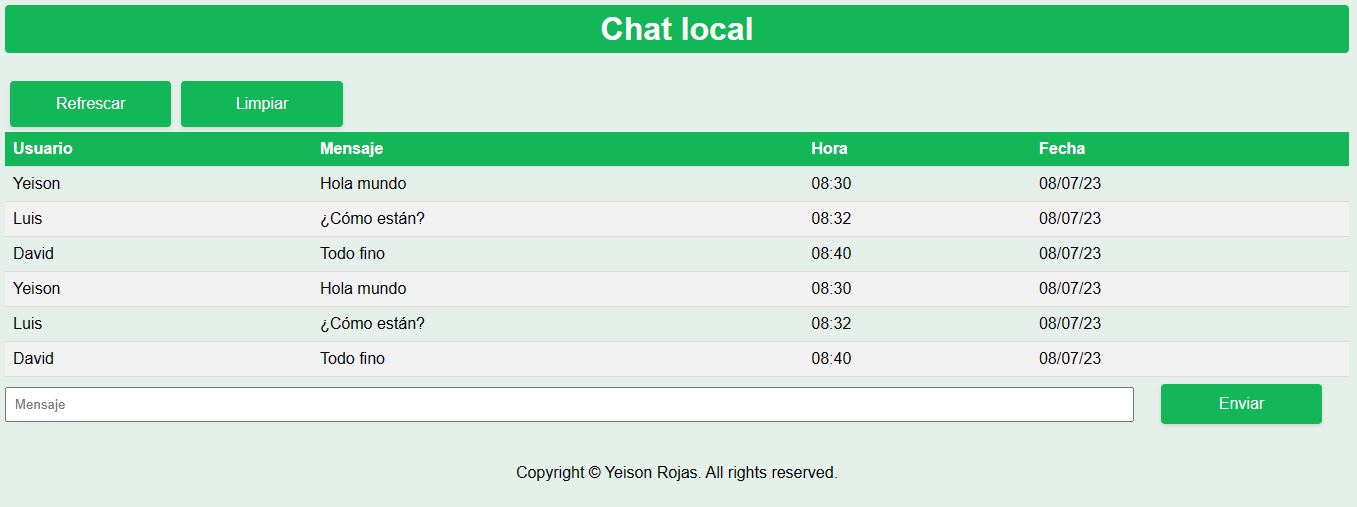 Chat local
Refrescar Limpiar
Usuario Mensaje Hora Fecha
Yeison Hola mundo 08:30 08/07/23
Luis ¿Cómo están? 08:32 08/07/23
David Todo fino 08:40 08/07/23
Yeison Hola mundo 08:30 08/07/23
Luis ¿Cómo están? 08:32 08/07/23
David Todo fino 08:40 08/07/23
Mensaje Enviar
Copyright © Yeison Rojas. All rights reserved.